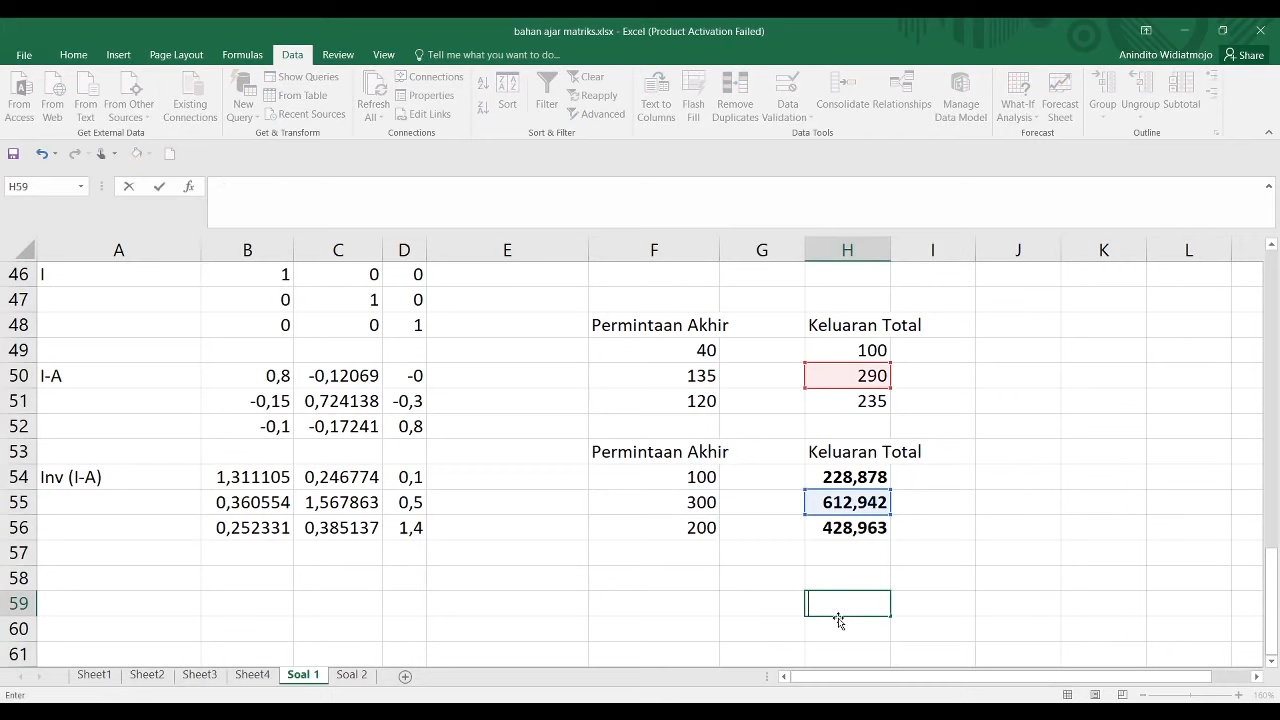 bahan ajar matriks.xlsx - Excel (Product Activation Failed)
File Home Insert Page Layout Formulas Data Review View Tell me what you want to do... Anindito Widiatmojo Share
From Access
From Web
From Text
From Other Sources
Existing Connections
Get External Data
New Query
Show Queries
From Table
Recent Sources
Get & Transform
Refresh All
Connections
Properties
Edit Links
Connections
Sort
Filter
Clear
Reapply
Advanced
Sort & Filter
Text to Columns
Flash Fill
Remove Duplicates
Data Validation
Consolidate
Relationships
Manage Data Model
Data Tools
What-If Analysis
Forecast Sheet
Forecast
Group
Ungroup
Subtotal
Outline
H59 fx
A B C D E F G H I J K L
46 I 1 0 0
47 0 1 0
48 0 0 1 Permintaan Akhir Keluaran Total
49 40 100
50 I-A 0,8 -0,12069 -0 135 290
51 -0,15 0,724138 -0,3 120 235
52 -0,1 -0,17241 0,8
53 Permintaan Akhir Keluaran Total
54 Inv (I-A) 1,311105 0,246774 0,1 100 228,878
55 0,360554 1,567863 0,5 300 612,942
56 0,252331 0,385137 1,4 200 428,963
57
58
59
60
61
Sheet1 Sheet2 Sheet3 Sheet4 Soal 1 Soal 2
Enter 160%